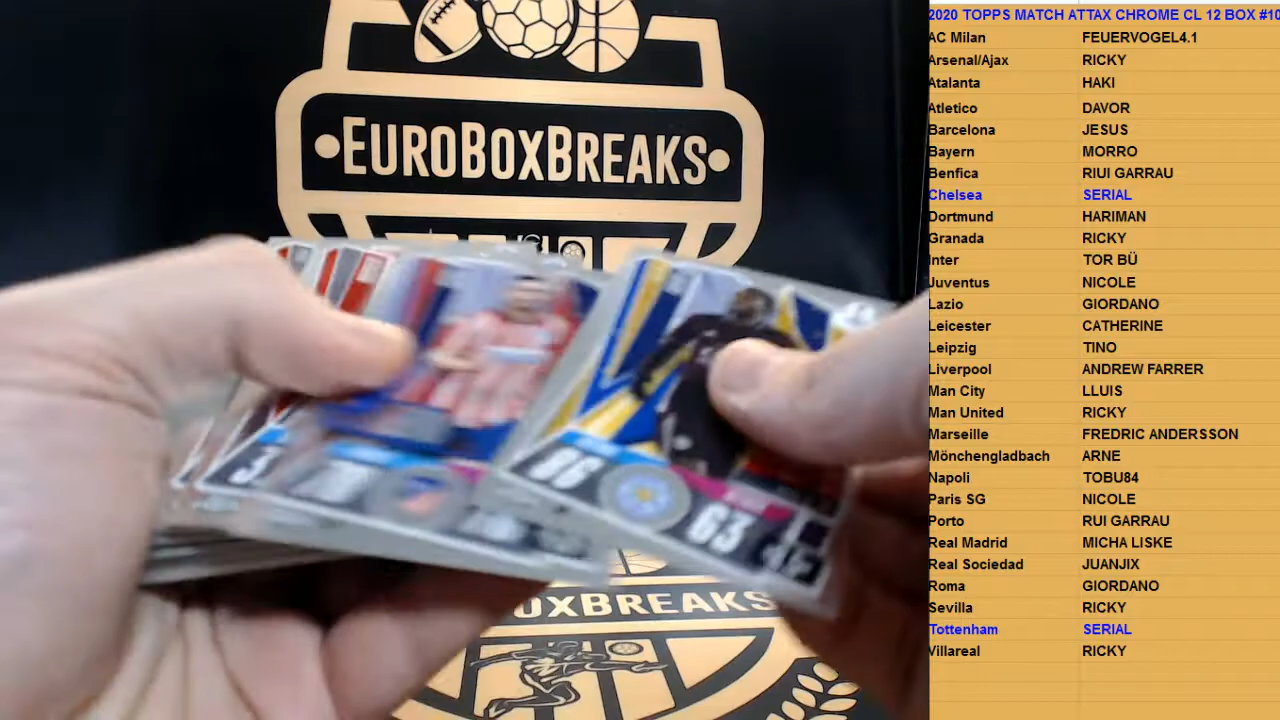 EUROBOXBREAKS
3
86
63
OXBREAKS
2020 TOPPS MATCH ATTAX CHROME CL 12 BOX #10
AC Milan FEUERVOGEL4.1
Arsenal/Ajax RICKY
Atalanta HAKI
Atletico DAVOR
Barcelona JESUS
Bayern MORRO
Benfica RIUI GARRAU
Chelsea SERIAL
Dortmund HARIMAN
Granada RICKY
Inter TOR BÜ
Juventus NICOLE
Lazio GIORDANO
Leicester CATHERINE
Leipzig TINO
Liverpool ANDREW FARRER
Man City LLUIS
Man United RICKY
Marseille FREDRIC ANDERSSON
Mönchengladbach ARNE
Napoli TOBU84
Paris SG NICOLE
Porto RUI GARRAU
Real Madrid MICHA LISKE
Real Sociedad JUANJIX
Roma GIORDANO
Sevilla RICKY
Tottenham SERIAL
Villareal RICKY